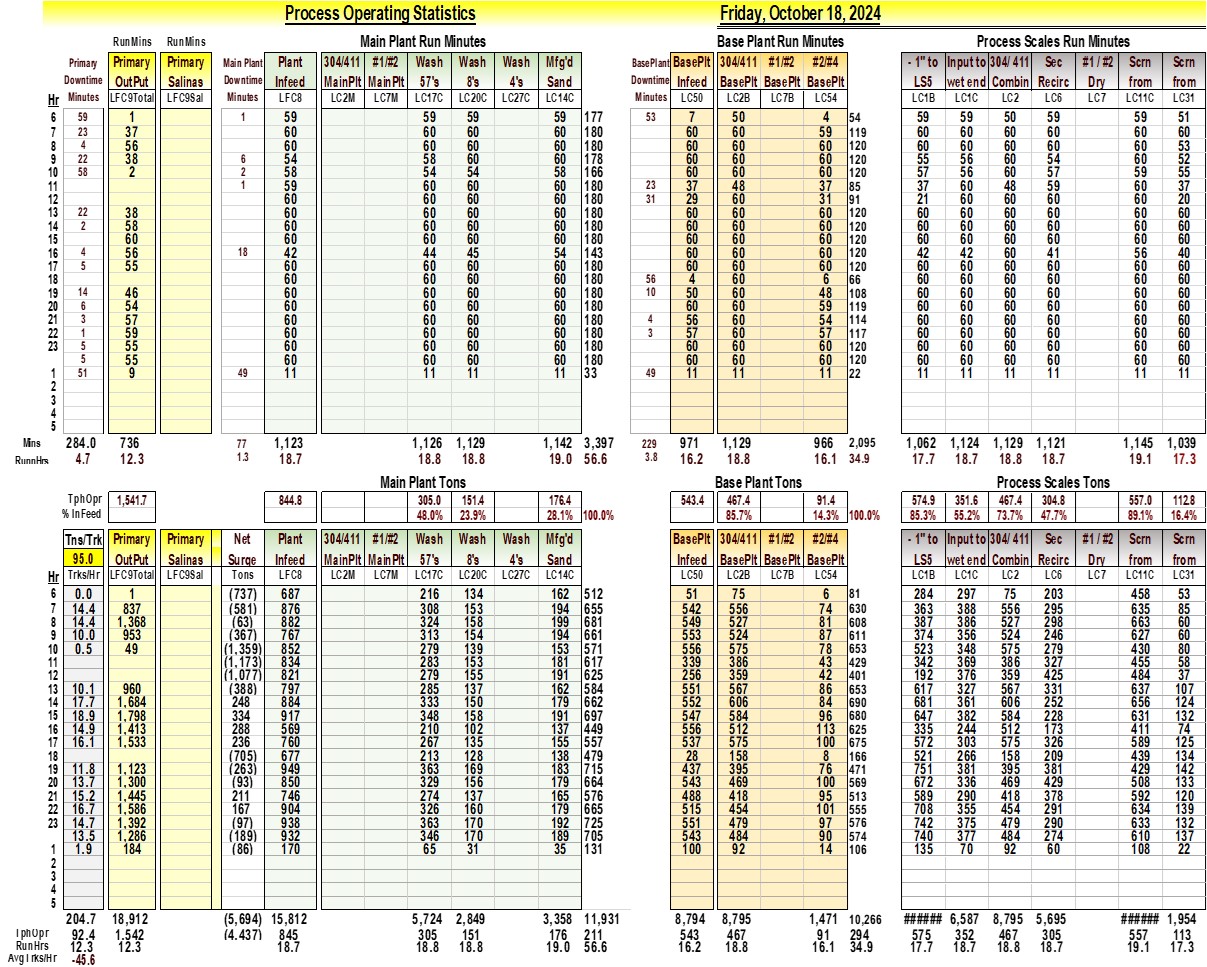 Process Operating Statistics Friday, October 18, 2024
RunMins RunMins Main Plant Run Minutes Base Plant Run Minutes Process Scales Run Minutes
Primary Primary Primary Main Plant Plant 304/411 #1/#2 Wash Wash Wash Mfg'd BasePlant BasePlt 304/411 #1/#2 #2/#4 - 1" to Input to 304/ 411 Sec #1 / #2 Scrn Scrn
Downtime OutPut Salinas Downtime Infeed MainPlt MainPlt 57's 8's 4's Sand Downtime Infeed BasePlt BasePlt BasePlt LS5 wet end Combin Recirc Dry from from
Hr Minutes LFC9Total LFC9Sal Minutes LFC8 LC2M LC7M LC17C LC20C LC27C LC14C Minutes LC50 LC2B LC7B LC54 LC1B LC1C LC2 LC6 LC7 LC11C LC31
6 59 1 1 59 59 59 59 177 53 7 50 4 54 59 59 50 59 59 51
7 23 37 60 60 60 60 180 60 60 59 119 60 60 60 60 60 60
8 4 56 60 60 60 60 180 60 60 60 120 60 60 60 60 60 53
9 22 38 6 54 58 60 60 178 60 60 60 120 55 56 60 54 60 52
10 58 2 2 58 54 54 58 166 60 60 60 120 57 56 60 57 59 55
11 1 59 60 60 60 180 23 37 48 37 85 37 60 48 59 60 37
12 60 60 60 60 180 31 29 60 31 91 21 60 60 60 60 20
13 22 38 60 60 60 60 180 60 60 60 120 60 60 60 60 60 60
14 2 58 60 60 60 60 180 60 60 60 120 60 60 60 60 60 60
15 60 60 60 60 60 180 60 60 60 120 60 60 60 60 60 60
16 4 56 18 42 44 45 54 143 60 60 60 120 42 42 60 41 56 40
17 5 55 60 60 60 60 180 60 60 60 120 60 60 60 60 60 60
18 60 60 60 60 180 56 4 60 6 66 60 60 60 60 60 60
19 14 46 60 60 60 60 180 10 50 60 48 108 60 60 60 60 60 60
20 6 54 60 60 60 60 180 60 60 59 119 60 60 60 60 60 60
21 3 57 60 60 60 60 180 4 56 60 54 114 60 60 60 60 60 60
22 1 59 60 60 60 60 180 3 57 60 57 117 60 60 60 60 60 60
23 5 55 60 60 60 60 180 60 60 60 120 60 60 60 60 60 60
5 55 60 60 60 60 180 60 60 60 120 60 60 60 60 60 60
1 51 9 49 11 11 11 11 33 49 11 11 11 22 11 11 11 11 11 11
2
3
4
5
Mins 284.0 736 77 1,123 1,126 1,129 1,142 3,397 229 971 1,129 966 2,095 1,062 1,124 1,129 1,121 1,145 1,039
RunnHrs 4.7 12.3 1.3 18.7 18.8 18.8 19.0 56.6 3.8 16.2 18.8 16.1 34.9 17.7 18.7 18.8 18.7 19.1 17.3
Main Plant Tons Base Plant Tons Process Scales Tons
TphOpr 1,541.7 844.8 305.0 151.4 176.4 543.4 467.4 91.4 574.9 351.6 467.4 304.8 557.0 112.8
% InFeed 48.0% 23.9% 28.1% 100.0% 85.7% 14.3% 100.0% 85.3% 55.2% 73.7% 47.7% 89.1% 16.4%
Tns/Trk Primary Primary Net Plant 304/411 #1/#2 Wash Wash Wash Mfg'd BasePlt 304/411 #1/#2 #2/#4 - 1" to Input to 304/ 411 Sec #1 / #2 Scrn Scrn
95.0 OutPut Salinas Surge Infeed MainPlt MainPlt 57's 8's 4's Sand Infeed BasePlt BasePlt BasePlt LS5 wet end Combin Recirc Dry from from
Hr Trks/Hr LFC9Total LFC9Sal Tons LFC8 LC2M LC7M LC17C LC20C LC27C LC14C LC50 LC2B LC7B LC54 LC1B LC1C LC2 LC6 LC7 LC11C LC31
6 0.0 1 (737) 687 216 134 162 512 51 75 6 81 284 297 75 203 458 53
7 14.4 837 (581) 876 308 153 194 655 542 556 74 630 363 388 556 295 635 85
8 14.4 1,368 (63) 882 324 158 199 681 549 527 81 608 387 386 527 298 663 60
9 10.0 953 (367) 767 313 154 194 661 553 524 87 611 374 356 524 246 627 60
10 0.5 49 (1,359) 852 279 139 153 571 556 575 78 653 523 348 575 279 430 80
11 (1,173) 834 283 153 181 617 339 386 43 429 342 369 386 327 455 58
12 (1,077) 821 279 155 191 625 256 359 42 401 192 376 359 425 484 37
13 10.1 960 (388) 797 285 137 162 584 551 567 86 653 617 327 567 331 637 107
14 17.7 1,684 248 884 333 150 179 662 552 606 84 690 681 361 606 252 656 124
15 18.9 1,798 334 917 348 158 191 697 547 584 96 680 647 382 584 228 631 132
16 14.9 1,413 288 569 210 102 137 449 556 512 113 625 335 244 512 173 411 74
17 16.1 1,533 236 760 267 135 155 557 537 575 100 675 572 303 575 326 589 125
18 (705) 677 213 128 138 479 28 158 8 166 521 266 158 209 439 134
19 11.8 1,123 (263) 949 363 169 183 715 437 395 76 471 751 381 395 381 429 142
20 13.7 1,300 (93) 850 329 156 179 664 543 469 100 569 672 336 469 429 508 133
21 15.2 1,445 211 746 274 137 165 576 488 418 95 513 589 290 418 378 592 120
22 16.7 1,586 167 904 326 160 179 665 515 454 101 555 708 355 454 291 634 139
23 14.7 1,392 (97) 938 363 170 192 725 551 479 97 576 742 375 479 290 633 132
13.5 1,286 (189) 932 346 170 189 705 543 484 90 574 740 377 484 274 610 137
1 1.9 184 (86) 170 65 31 35 131 100 92 14 106 135 70 92 60 108 22
2
3
4
5
204.7 18,912 (5,694) 15,812 5,724 2,849 3,358 11,931 8,794 8,795 1,471 10,266 ###### 6,587 8,795 5,695 ###### 1,954
TphOpr 92.4 1,542 (4,437) 845 305 151 176 211 543 467 91 294 575 352 467 305 557 113
RunHrs 12.3 12.3 18.7 18.8 18.8 19.0 56.6 16.2 18.8 16.1 34.9 17.7 18.7 18.8 18.7 19.1 17.3
AvgTrks/Hr -45.6